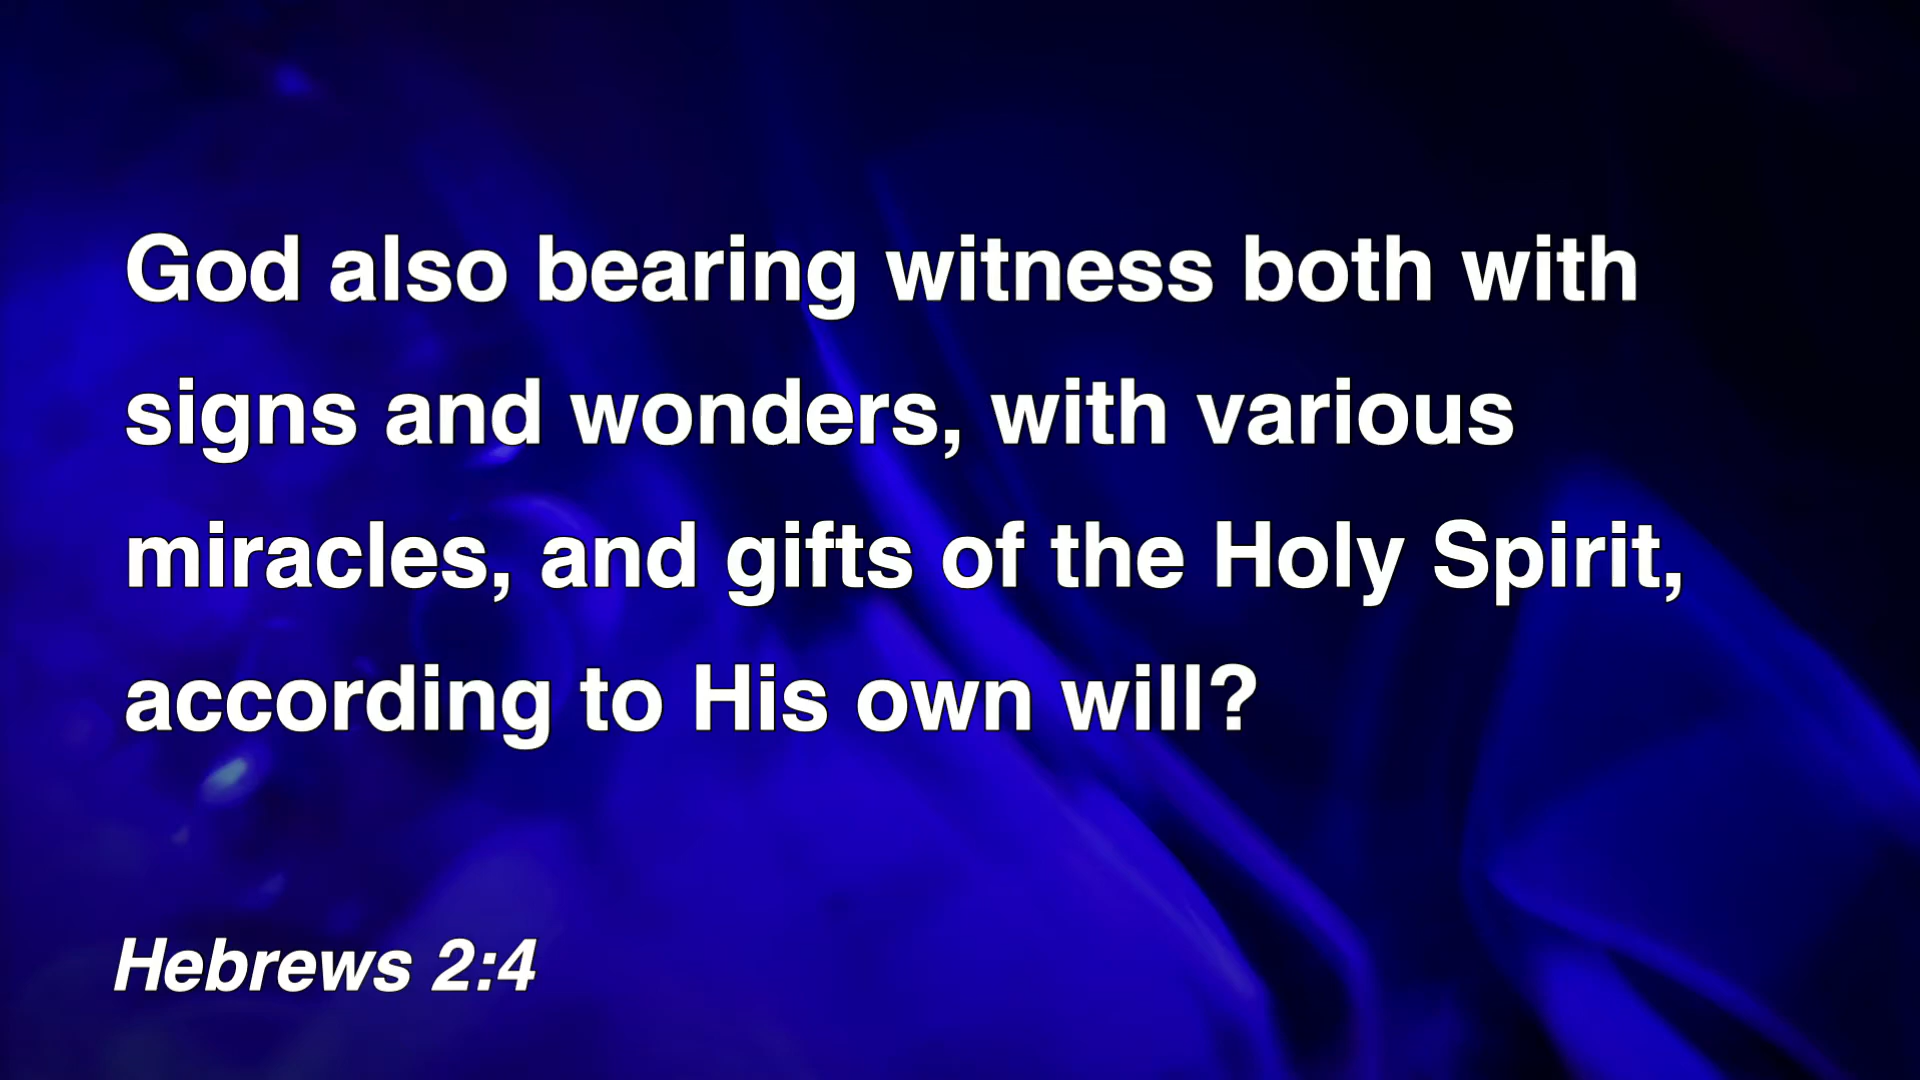 God also bearing witness both with
signs and wonders, with various
miracles, and gifts of the Holy Spirit,
according to His own will?
Hebrews 2:4